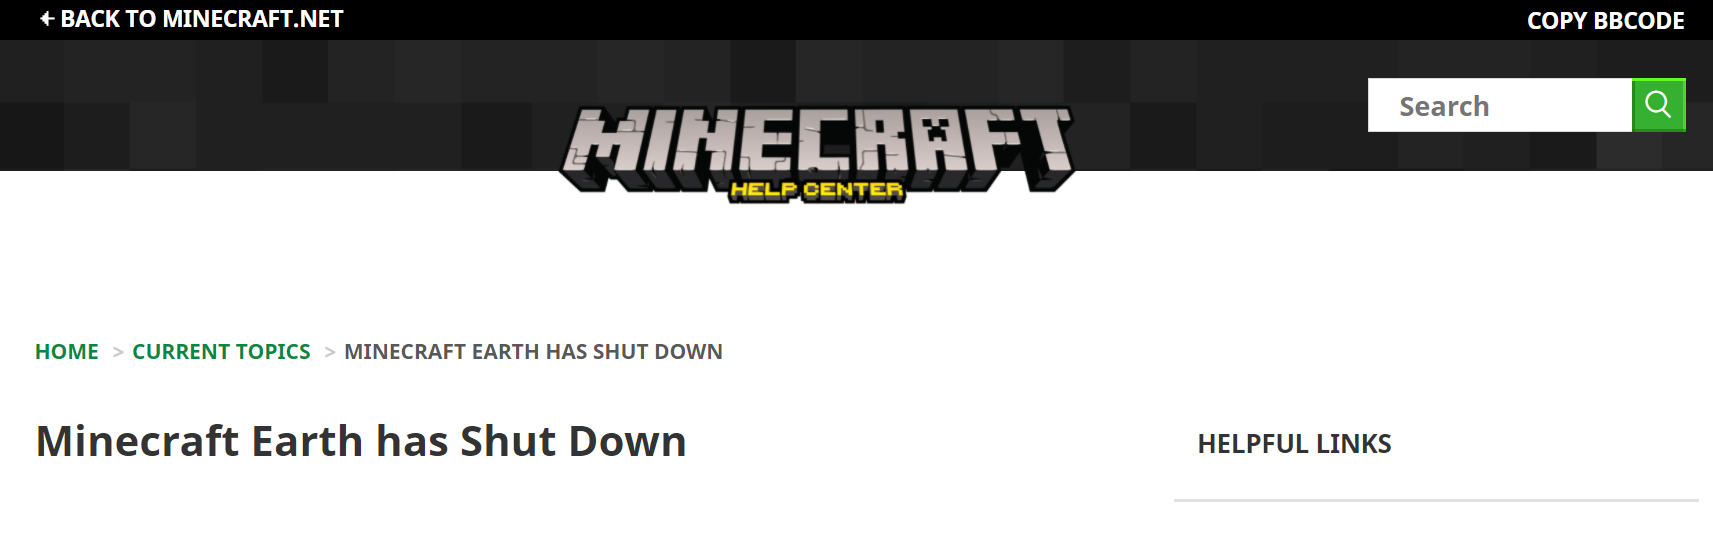 BACK TO MINECRAFT.NET
COPY BBCODE
Search
MINECRAFT
HELP CENTER
HOME > CURRENT TOPICS > MINECRAFT EARTH HAS SHUT DOWN
Minecraft Earth has Shut Down
HELPFUL LINKS